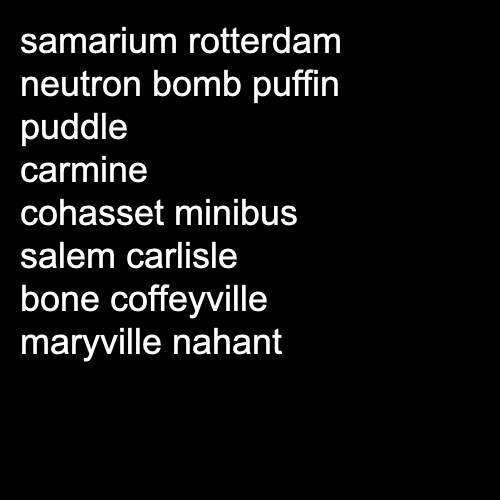 samarium rotterdam
neutron bomb puffin
puddle
carmine
cohasset minibus
salem carlisle
bone coffeyville
maryville nahant